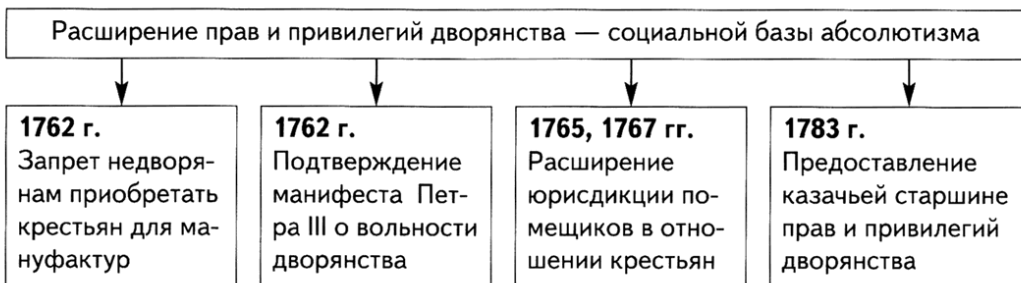 Расширение прав и привилегий дворянства — социальной базы абсолютизма
1762 г.
Запрет недворя-
нам приобретать
крестьян для ма-
нуфактур
1762 г.
Подтверждение
манифеста Пет-
ра III о вольности
дворянства
1765, 1767 гг.
Расширение
юрисдикции по-
мещиков в отно-
шении крестьян
1783 г.
Предоставление
казачьей старшине
прав и привилегий
дворянства